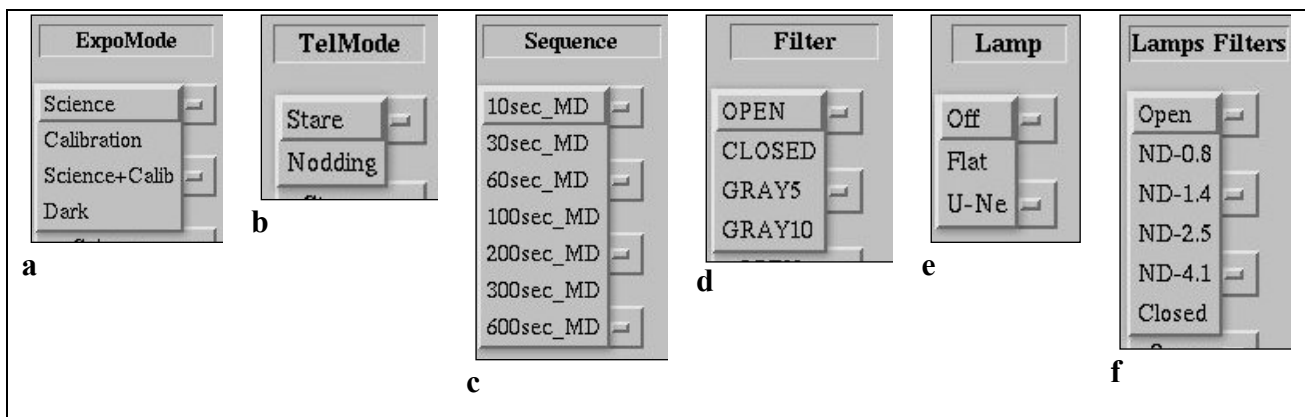 ExpoMode
Science
Calibration
Science+Calib
Dark
a
TelMode
Stare
Nodding
b
Sequence
10sec_MD
30sec_MD
60sec_MD
100sec_MD
200sec_MD
300sec_MD
600sec_MD
c
Filter
OPEN
CLOSED
GRAY5
GRAY10
d
Lamp
Off
Flat
U-Ne
e
Lamps Filters
Open
ND-0.8
ND-1.4
ND-2.5
ND-4.1
Closed
f